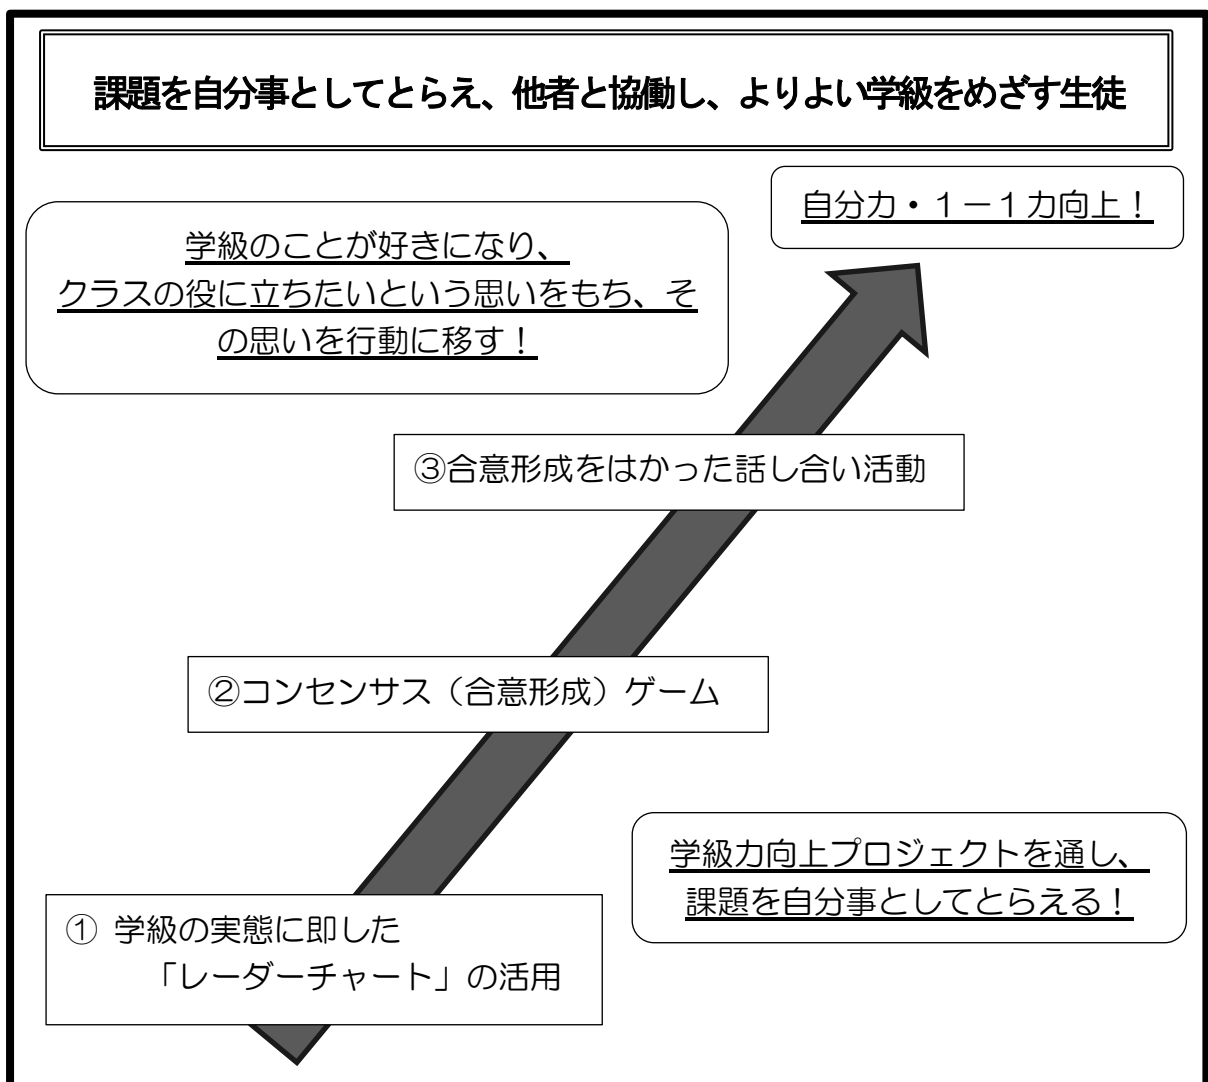 課題を自分事としてとらえ、他者と協働し、よりよい学級をめざす生徒
自分力・１－１力向上！
学級のことが好きになり、
クラスの役に立ちたいという思いをもち、そ
の思いを行動に移す！
③合意形成をはかった話し合い活動
②コンセンサス（合意形成）ゲーム
学級力向上プロジェクトを通し、
課題を自分事としてとらえる！
① 学級の実態に即した
「レーダーチャート」の活用